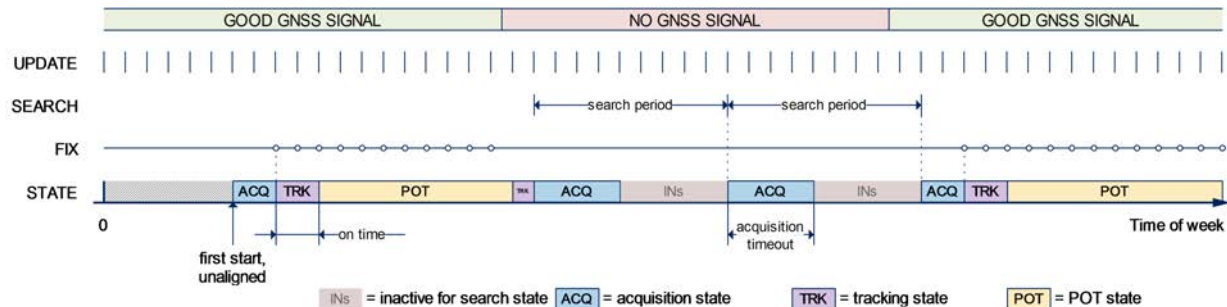 GOOD GNSS SIGNAL NO GNSS SIGNAL GOOD GNSS SIGNAL
UPDATE
SEARCH search period search period
FIX
STATE ACQ TRK POT TRK ACQ INs ACQ INs ACQ TRK POT
0 Time of week
on time acquisition
timeout
first start,
unaligned
INs = inactive for search state ACQ = acquisition state TRK = tracking state POT = POT state